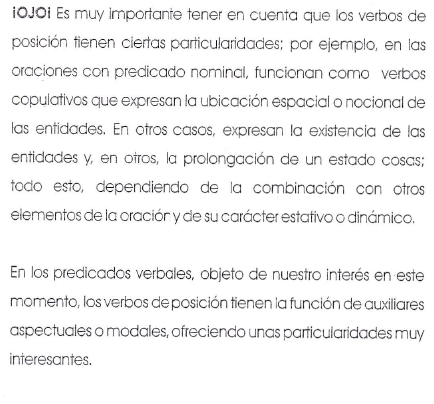 ¡OJO! Es muy importante tener en cuenta que los verbos de
posición tienen ciertas particularidades; por ejemplo, en las
oraciones con predicado nominal, funcionan como verbos
copulativos que expresan la ubicación espacial o nocional de
las entidades. En otros casos, expresan la existencia de las
entidades y, en otros, la prolongación de un estado cosas;
todo esto, dependiendo de la combinación con otros
elementos de la oración y de su carácter estativo o dinámico.
En los predicados verbales, objeto de nuestro interés en este
momento, los verbos de posición tienen la función de auxiliares
aspectuales o modales, ofreciendo unas particularidades muy
interesantes.